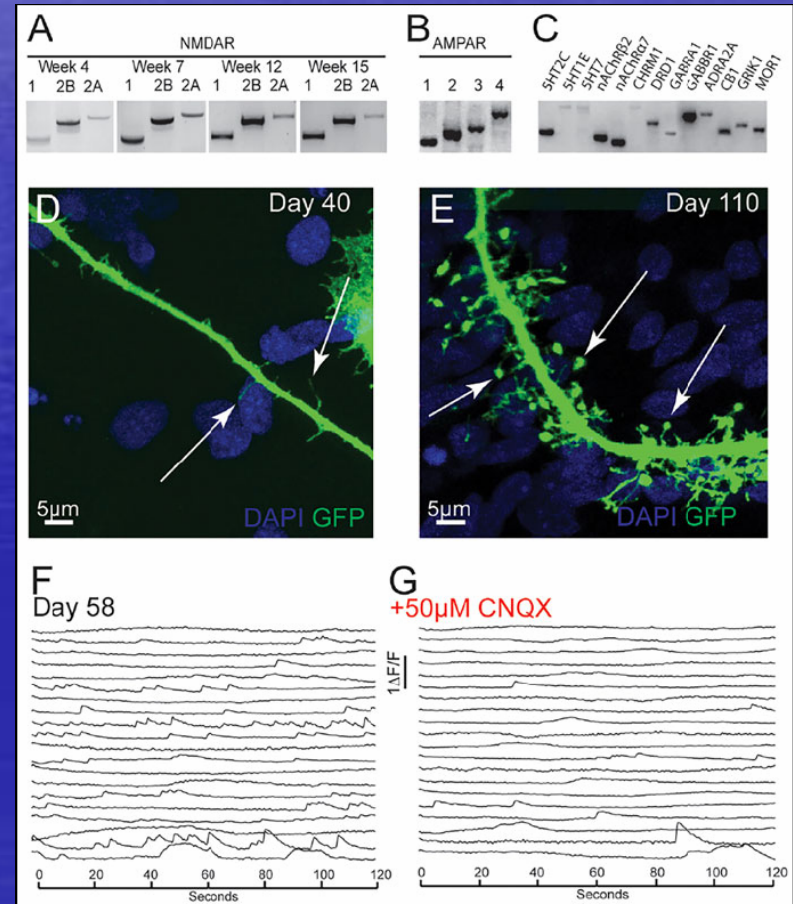 A
NMDAR
Week 4 Week 7 Week 12 Week 15
1 2B 2A 1 2B 2A 1 2B 2A 1 2B 2A
B
AMPAR
1 2 3 4
C
5HT2C
5HT1E
5HT7
nAChRβ2
nAChRα7
CHRM1
DRD1
GABRA1
GABBR1
ADRA2A
CB1
GRIK1
MOR1
D
Day 40
5µm
DAPI GFP
E
Day 110
5µm
DAPI GFP
F
Day 58
0 20 40 60 80 100 120
Seconds
G
+50µM CNQX
1ΔF/F
0 20 40 60 80 100 120
Seconds